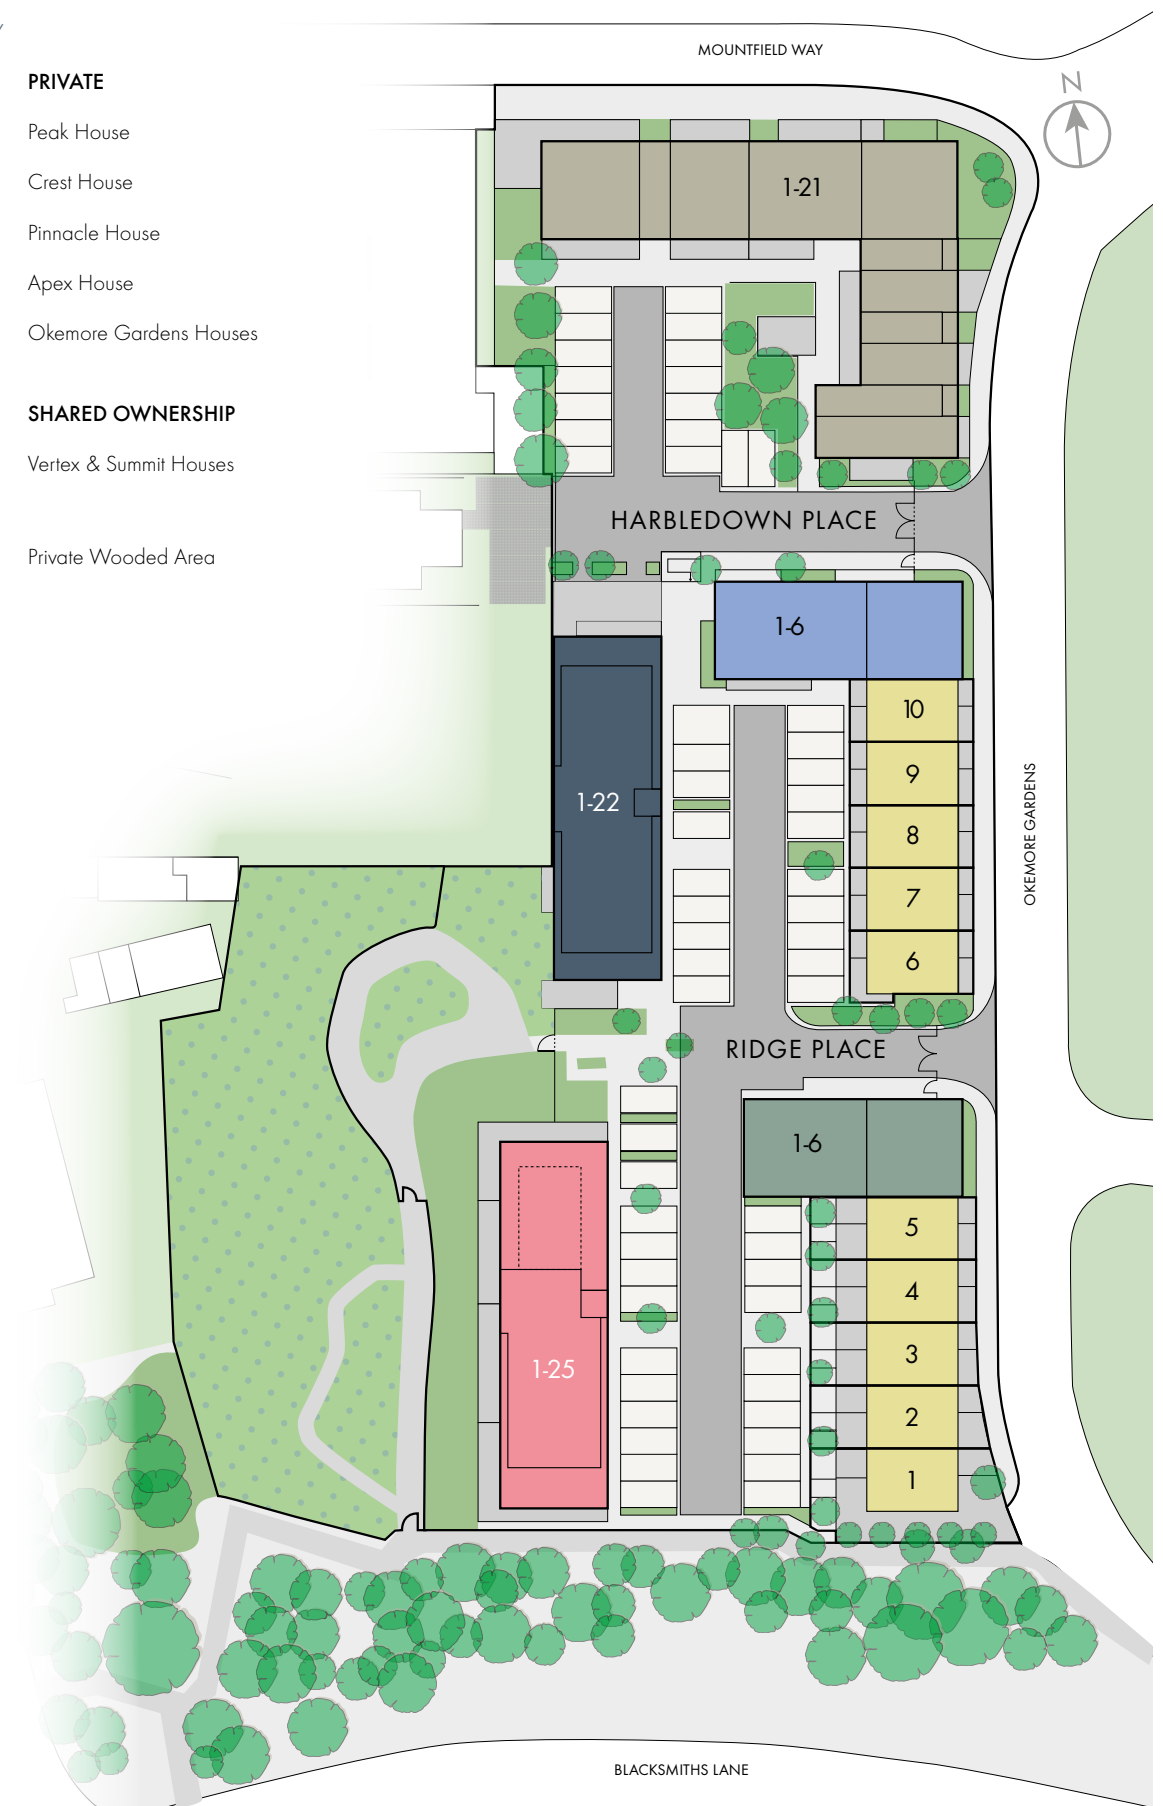 MOUNTFIELD WAY
N
PRIVATE
Peak House
Crest House
Pinnacle House
Apex House
Okemore Gardens Houses
SHARED OWNERSHIP
Vertex & Summit Houses
Private Wooded Area
1-21
HARBLEDOWN PLACE
1-6
10
9
8
7
6
1-22
OKEMORE GARDENS
RIDGE PLACE
1-6
5
4
3
2
1
1-25
BLACKSMITHS LANE